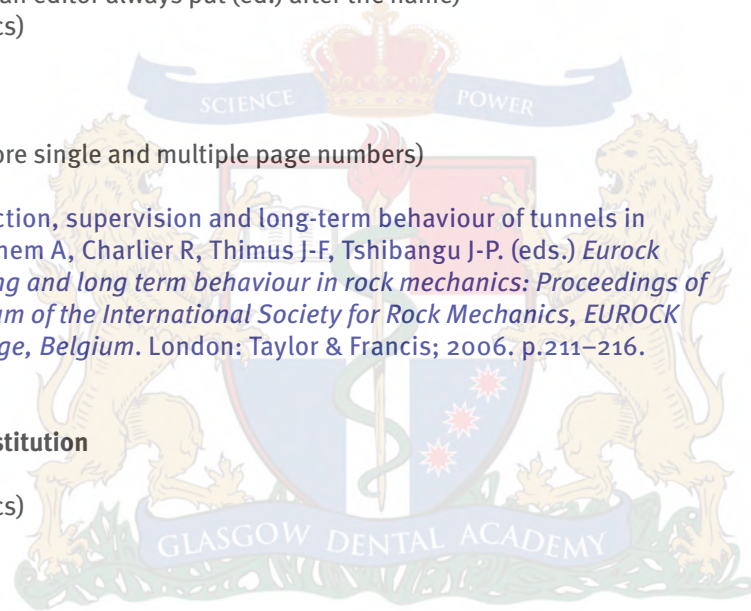 an editor always put (ed.) after the name)
cs)
SCIENCE POWER
ore single and multiple page numbers)
ction, supervision and long-term behaviour of tunnels in
hem A, Charlier R, Thimus J-F, Tshibangu J-P. (eds.) Eurock
ng and long term behaviour in rock mechanics: Proceedings of
um of the International Society for Rock Mechanics, EUROCK
ge, Belgium. London: Taylor & Francis; 2006. p.211–216.
stitution
cs)
GLASGOW DENTAL ACADEMY